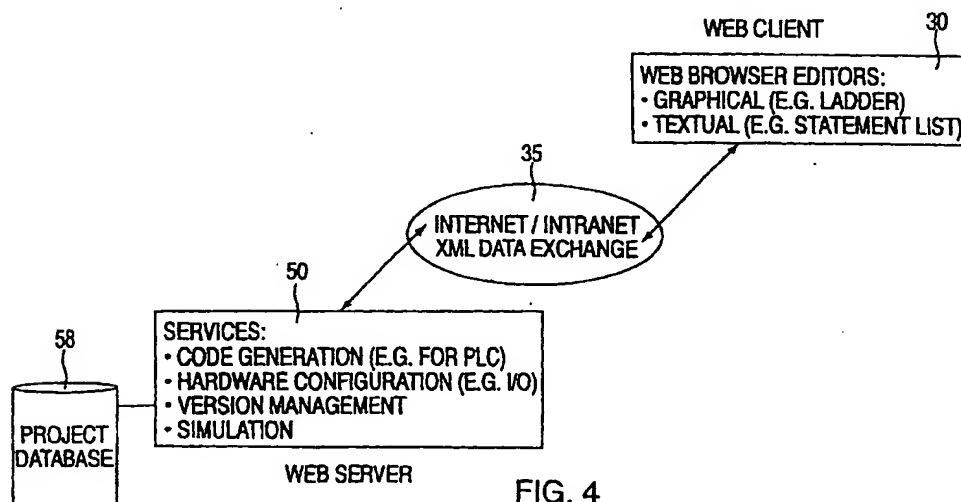 WEB CLIENT
30
WEB BROWSER EDITORS:
• GRAPHICAL (E.G. LADDER)
• TEXTUAL (E.G. STATEMENT LIST)
35
INTERNET / INTRANET
XML DATA EXCHANGE
50
SERVICES:
• CODE GENERATION (E.G. FOR PLC)
• HARDWARE CONFIGURATION (E.G. I/O)
• VERSION MANAGEMENT
• SIMULATION
58
PROJECT
DATABASE
WEB SERVER
FIG. 4